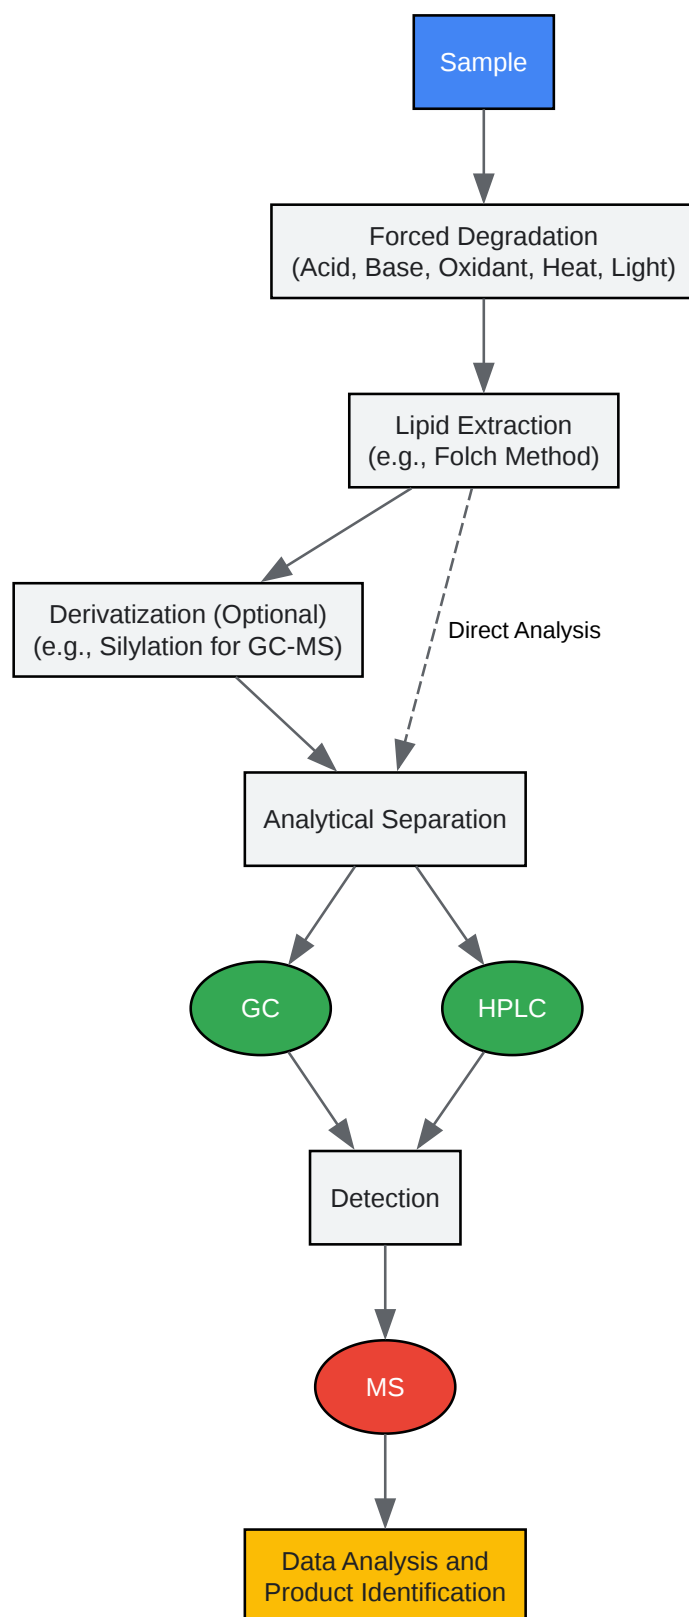 Sample
Forced Degradation
(Acid, Base, Oxidant, Heat, Light)
Lipid Extraction
(e.g., Folch Method)
Derivatization (Optional)
(e.g., Silylation for GC-MS)
Direct Analysis
Analytical Separation
GC
HPLC
Detection
MS
Data Analysis and
Product Identification